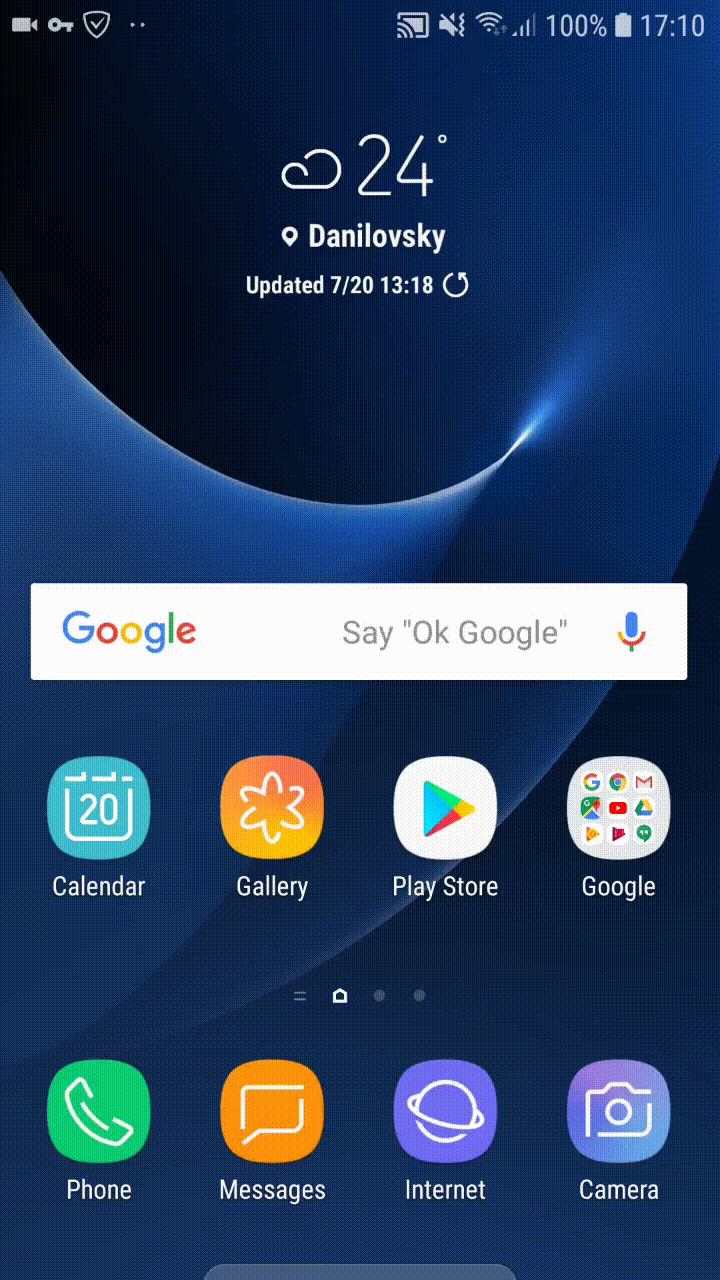 100% 17:10
24°
Danilovsky
Updated 7/20 13:18
Google Say "Ok Google"
20
Calendar Gallery Play Store Google
Phone Messages Internet Camera